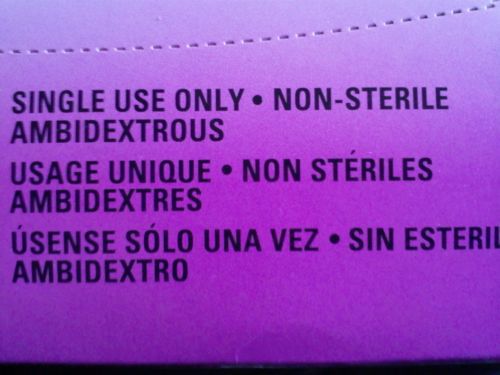 SINGLE USE ONLY • NON-STERILE
AMBIDEXTROUS
USAGE UNIQUE • NON STÉRILES
AMBIDEXTRES
ÚSENSE SÓLO UNA VEZ • SIN ESTERIL
AMBIDEXTRO